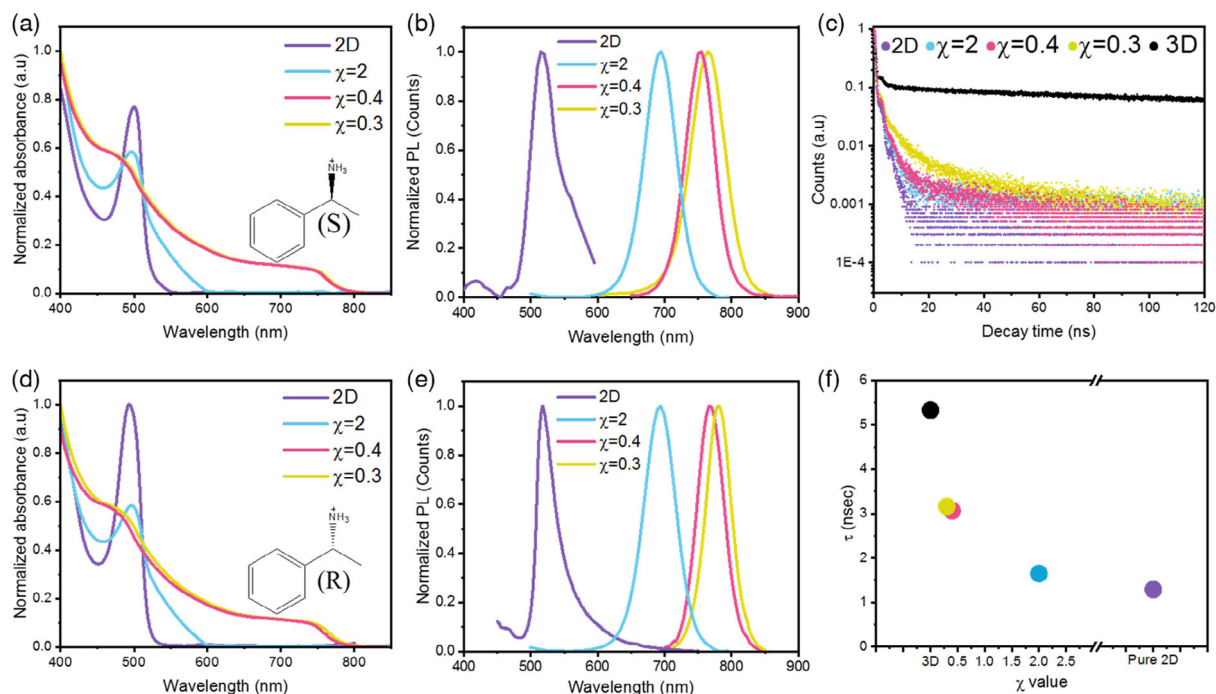 (a)
2D
χ=2
χ=0.4
χ=0.3
NH3
+
(S)
1.0
0.8
0.6
0.4
0.2
0.0
Normalized absorbance (a.u)
400 500 600 700 800
Wavelength (nm)
(b)
2D
χ=2
χ=0.4
χ=0.3
1.0
0.8
0.6
0.4
0.2
0.0
Normalized PL (Counts)
400 500 600 700 800 900
Wavelength (nm)
(c)
2D χ=2 χ=0.4 χ=0.3 3D
1
0.1
0.01
0.001
1E-4
Counts (a.u)
0 20 40 60 80 100 120
Decay time (ns)
(d)
2D
χ=2
χ=0.4
χ=0.3
+
NH3
(R)
1.0
0.8
0.6
0.4
0.2
0.0
Normalized absorbance (a.u)
400 500 600 700 800
Wavelength (nm)
(e)
2D
χ=2
χ=0.4
χ=0.3
1.0
0.8
0.6
0.4
0.2
0.0
Normalized PL (Counts)
400 500 600 700 800 900
Wavelength (nm)
(f)
6
5
4
3
2
1
0
τ (nsec)
3D 0.5 1.0 1.5 2.0 2.5 Pure 2D
χ value